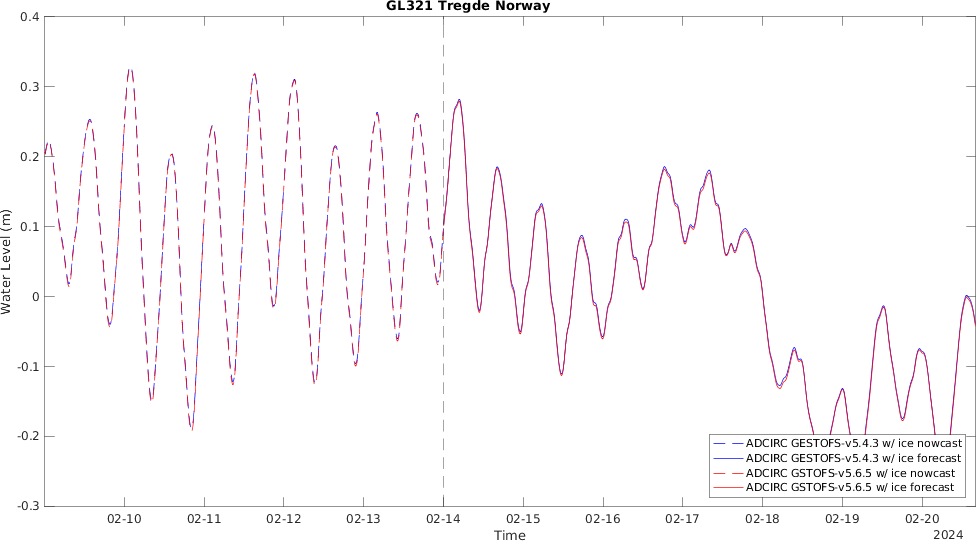 GL321 Tregde Norway
0.4
0.3
0.2
0.1
0
-0.1
-0.2
-0.3
Water Level (m)
ADCIRC GESTOFS-v5.4.3 w/ ice nowcast
ADCIRC GESTOFS-v5.4.3 w/ ice forecast
ADCIRC GSTOFS-v5.6.5 w/ ice nowcast
ADCIRC GSTOFS-v5.6.5 w/ ice forecast
02-10 02-11 02-12 02-13 02-14 02-15 02-16 02-17 02-18 02-19 02-20
Time
2024